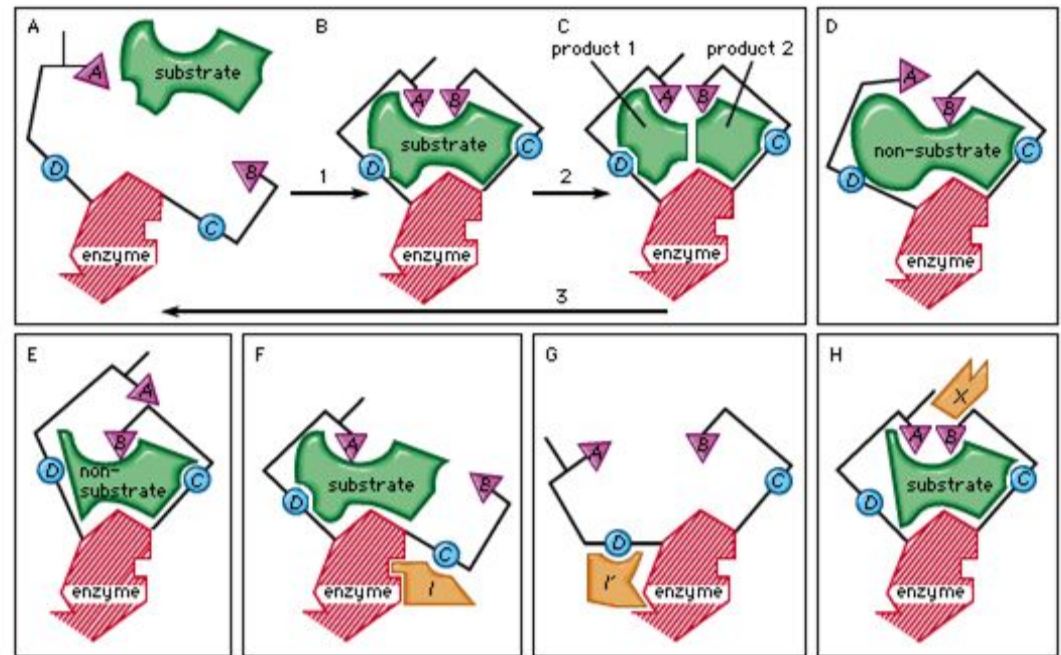 A
B
C
D
product 1
product 2
substrate
A
A
B
substrate
A
B
A
B
non-substrate
D
B
C
D
C
D
C
D
C
1
2
enzyme
enzyme
enzyme
enzyme
3
E
F
G
H
A
B
non-
substrate
D
C
enzyme
A
substrate
D
B
C
enzyme
I
A
B
D
I'
enzyme
C
X
A
B
substrate
D
C
enzyme